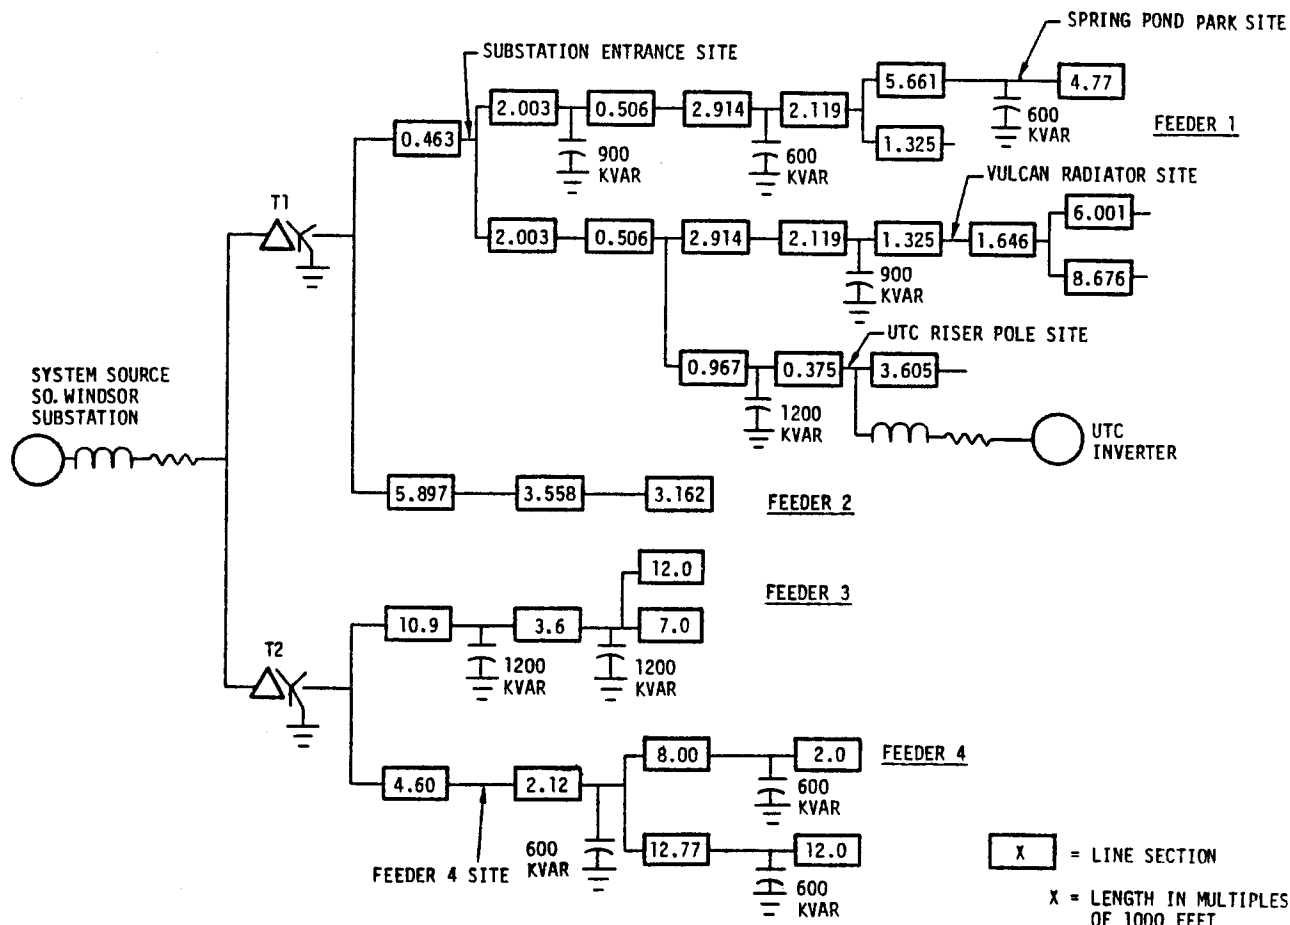 SPRING POND PARK SITE
SUBSTATION ENTRANCE SITE
5.661
4.77
2.003
0.506
2.914
2.119
600
KVAR
FEEDER 1
0.463
1.325
900
KVAR
600
KVAR
VULCAN RADIATOR SITE
T1
6.001
2.003
0.506
2.914
2.119
1.325
1.646
900
KVAR
8.676
UTC RISER POLE SITE
0.967
0.375
3.605
SYSTEM SOURCE
SO. WINDSOR
SUBSTATION
1200
KVAR
UTC
INVERTER
5.897
3.558
3.162
FEEDER 2
12.0
FEEDER 3
10.9
3.6
7.0
T2
1200
KVAR
1200
KVAR
8.00
2.0
FEEDER 4
4.60
2.12
600
KVAR
600
KVAR
12.77
12.0
FEEDER 4 SITE
600
KVAR
X = LINE SECTION
X = LENGTH IN MULTIPLES
OF 1000 FEET